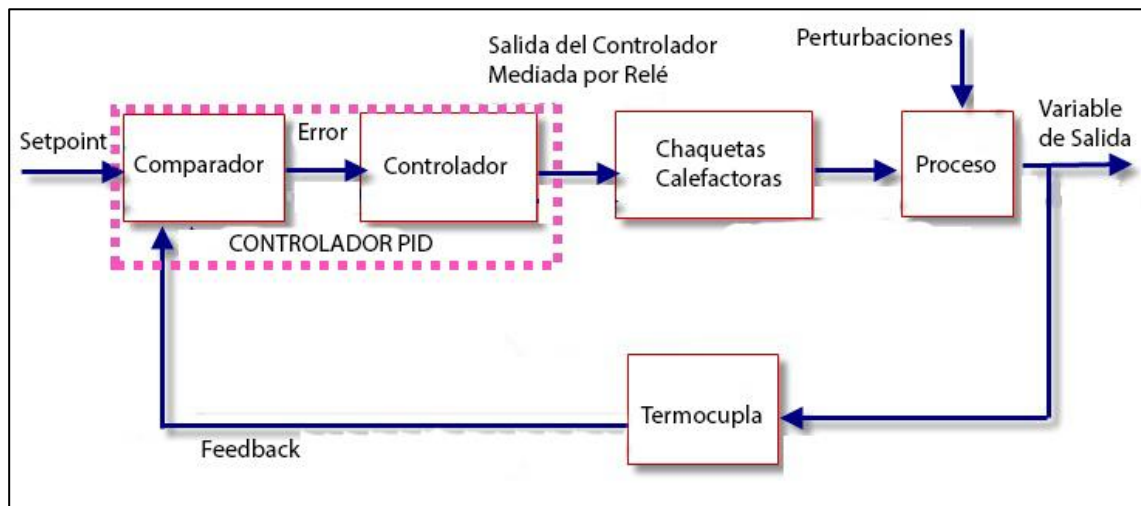 Salida del Controlador
Mediada por Relé
Perturbaciones
Setpoint
Error
Variable
de Salida
Comparador
Controlador
Chaquetas
Calefactoras
Proceso
CONTROLADOR PID
Termocupla
Feedback